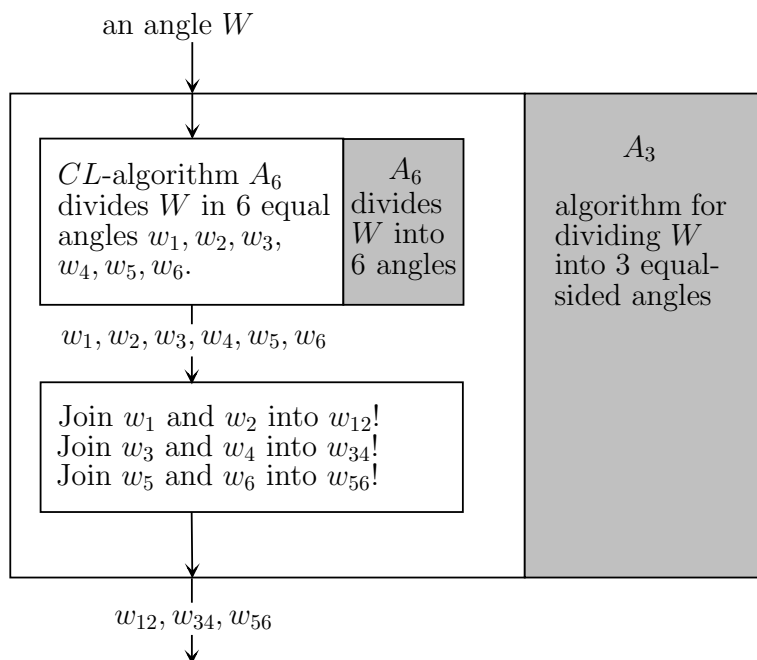 an angle W
CL-algorithm A₆
divides W in 6 equal
angles w₁, w₂, w₃,
w₄, w₅, w₆.
A₆
divides
W into
6 angles
A₃
algorithm for
dividing W
into 3 equal-
sided angles
w₁, w₂, w₃, w₄, w₅, w₆
Join w₁ and w₂ into w₁₂!
Join w₃ and w₄ into w₃₄!
Join w₅ and w₆ into w₅₆!
w₁₂, w₃₄, w₅₆